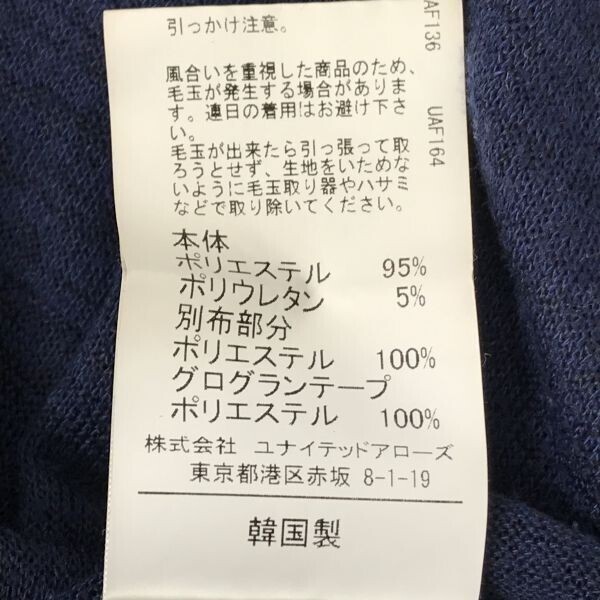 引っかけ注意。
風合いを重視した商品のため、
毛玉が発生する場合がありま
す。連日の着用はお避け下さ
い。
毛玉が出来たら引っ張って取
ろうとせず、生地をいためな
いように毛玉取り器やハサミ
などで取り除いてください。
本体
ポリエステル 95%
ポリウレタン 5%
別布部分
ポリエステル 100%
グログランテープ
ポリエステル 100%
株式会社 ユナイテッドアローズ
東京都港区赤坂 8-1-19
韓国製
AF136 UAF164